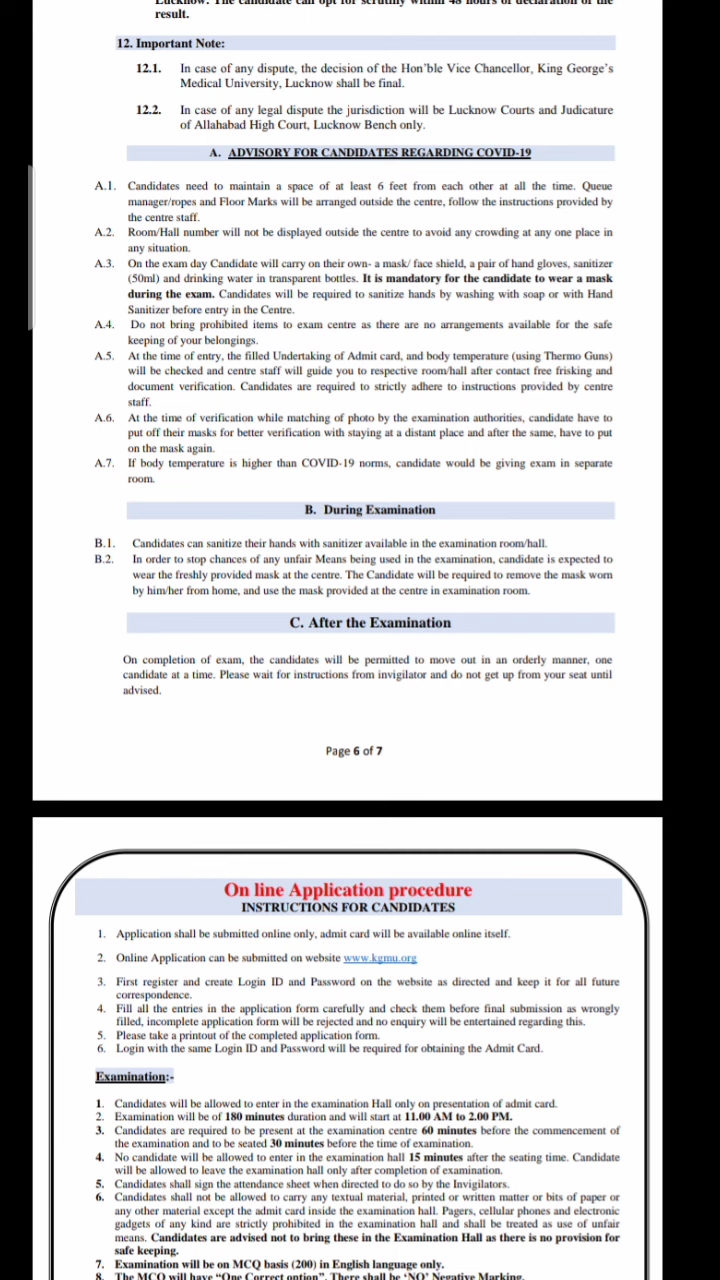 Lucknow. The candidate can opt for scrutiny within 48 hours of declaration of the
result.
12. Important Note:
12.1. In case of any dispute, the decision of the Hon'ble Vice Chancellor, King George's
Medical University, Lucknow shall be final.
12.2. In case of any legal dispute the jurisdiction will be Lucknow Courts and Judicature
of Allahabad High Court, Lucknow Bench only.
A. ADVISORY FOR CANDIDATES REGARDING COVID-19
A.1. Candidates need to maintain a space of at least 6 feet from each other at all the time. Queue
manager/ropes and Floor Marks will be arranged outside the centre, follow the instructions provided by
the centre staff.
A.2. Room/Hall number will not be displayed outside the centre to avoid any crowding at any one place in
any situation.
A.3. On the exam day Candidate will carry on their own- a mask/ face shield, a pair of hand gloves, sanitizer
(50ml) and drinking water in transparent bottles. It is mandatory for the candidate to wear a mask
during the exam. Candidates will be required to sanitize hands by washing with soap or with Hand
Sanitizer before entry in the Centre.
A.4. Do not bring prohibited items to exam centre as there are no arrangements available for the safe
keeping of your belongings.
A.5. At the time of entry, the filled Undertaking of Admit card, and body temperature (using Thermo Guns)
will be checked and centre staff will guide you to respective room/hall after contact free frisking and
document verification. Candidates are required to strictly adhere to instructions provided by centre
staff.
A.6. At the time of verification while matching of photo by the examination authorities, candidate have to
put off their masks for better verification with staying at a distant place and after the same, have to put
on the mask again.
A.7. If body temperature is higher than COVID-19 norms, candidate would be giving exam in separate
room.
B. During Examination
B.1. Candidates can sanitize their hands with sanitizer available in the examination room/hall.
B.2. In order to stop chances of any unfair Means being used in the examination, candidate is expected to
wear the freshly provided mask at the centre. The Candidate will be required to remove the mask worn
by him/her from home, and use the mask provided at the centre in examination room.
C. After the Examination
On completion of exam, the candidates will be permitted to move out in an orderly manner, one
candidate at a time. Please wait for instructions from invigilator and do not get up from your seat until
advised.
Page 6 of 7
On line Application procedure
INSTRUCTIONS FOR CANDIDATES
1. Application shall be submitted online only, admit card will be available online itself.
2. Online Application can be submitted on website www.kgmu.org
3. First register and create Login ID and Password on the website as directed and keep it for all future
correspondence.
4. Fill all the entries in the application form carefully and check them before final submission as wrongly
filled, incomplete application form will be rejected and no enquiry will be entertained regarding this.
5. Please take a printout of the completed application form.
6. Login with the same Login ID and Password will be required for obtaining the Admit Card.
Examination:-
1. Candidates will be allowed to enter in the examination Hall only on presentation of admit card.
2. Examination will be of 180 minutes duration and will start at 11.00 AM to 2.00 PM.
3. Candidates are required to be present at the examination centre 60 minutes before the commencement of
the examination and to be seated 30 minutes before the time of examination.
4. No candidate will be allowed to enter in the examination hall 15 minutes after the seating time. Candidate
will be allowed to leave the examination hall only after completion of examination.
5. Candidates shall sign the attendance sheet when directed to do so by the Invigilators.
6. Candidates shall not be allowed to carry any textual material, printed or written matter or bits of paper or
any other material except the admit card inside the examination hall. Pagers, cellular phones and electronic
gadgets of any kind are strictly prohibited in the examination hall and shall be treated as use of unfair
means. Candidates are advised not to bring these in the Examination Hall as there is no provision for
safe keeping.
7. Examination will be on MCQ basis (200) in English language only.
8. The MCQ will have "One Correct option". There shall be 'NO' Negative Marking.